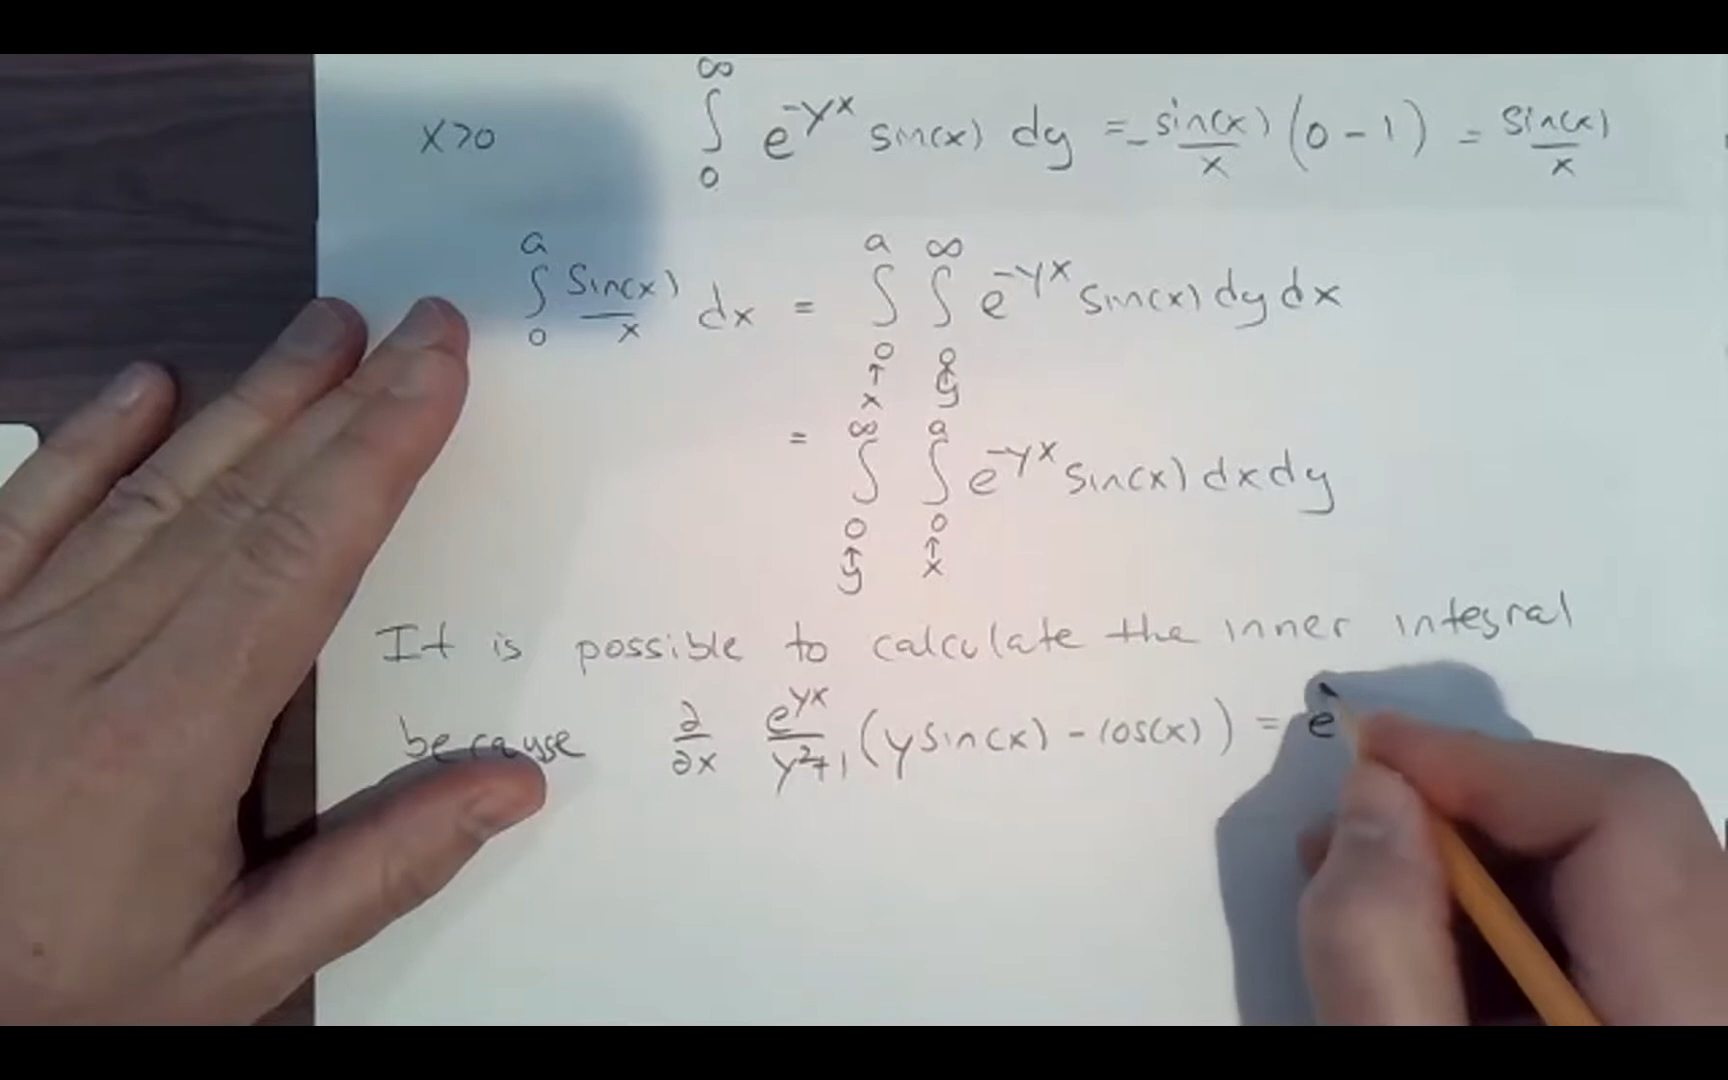 x>0 ∫₀^∞ e^{-yx} sin(x) dy = -sin(x)/x (0-1) = sin(x)/x
∫₀^a sin(x)/x dx = ∫₀^a ∫₀^∞ e^{-yx} sin(x) dy dx
↑ ↑
x y
= ∫₀^∞ ∫₀^a e^{-yx} sin(x) dx dy
↑ ↑
y x
It is possible to calculate the inner integral
because ∂/∂x e^{yx}/(y²+1) (y sin(x) - cos(x)) = e